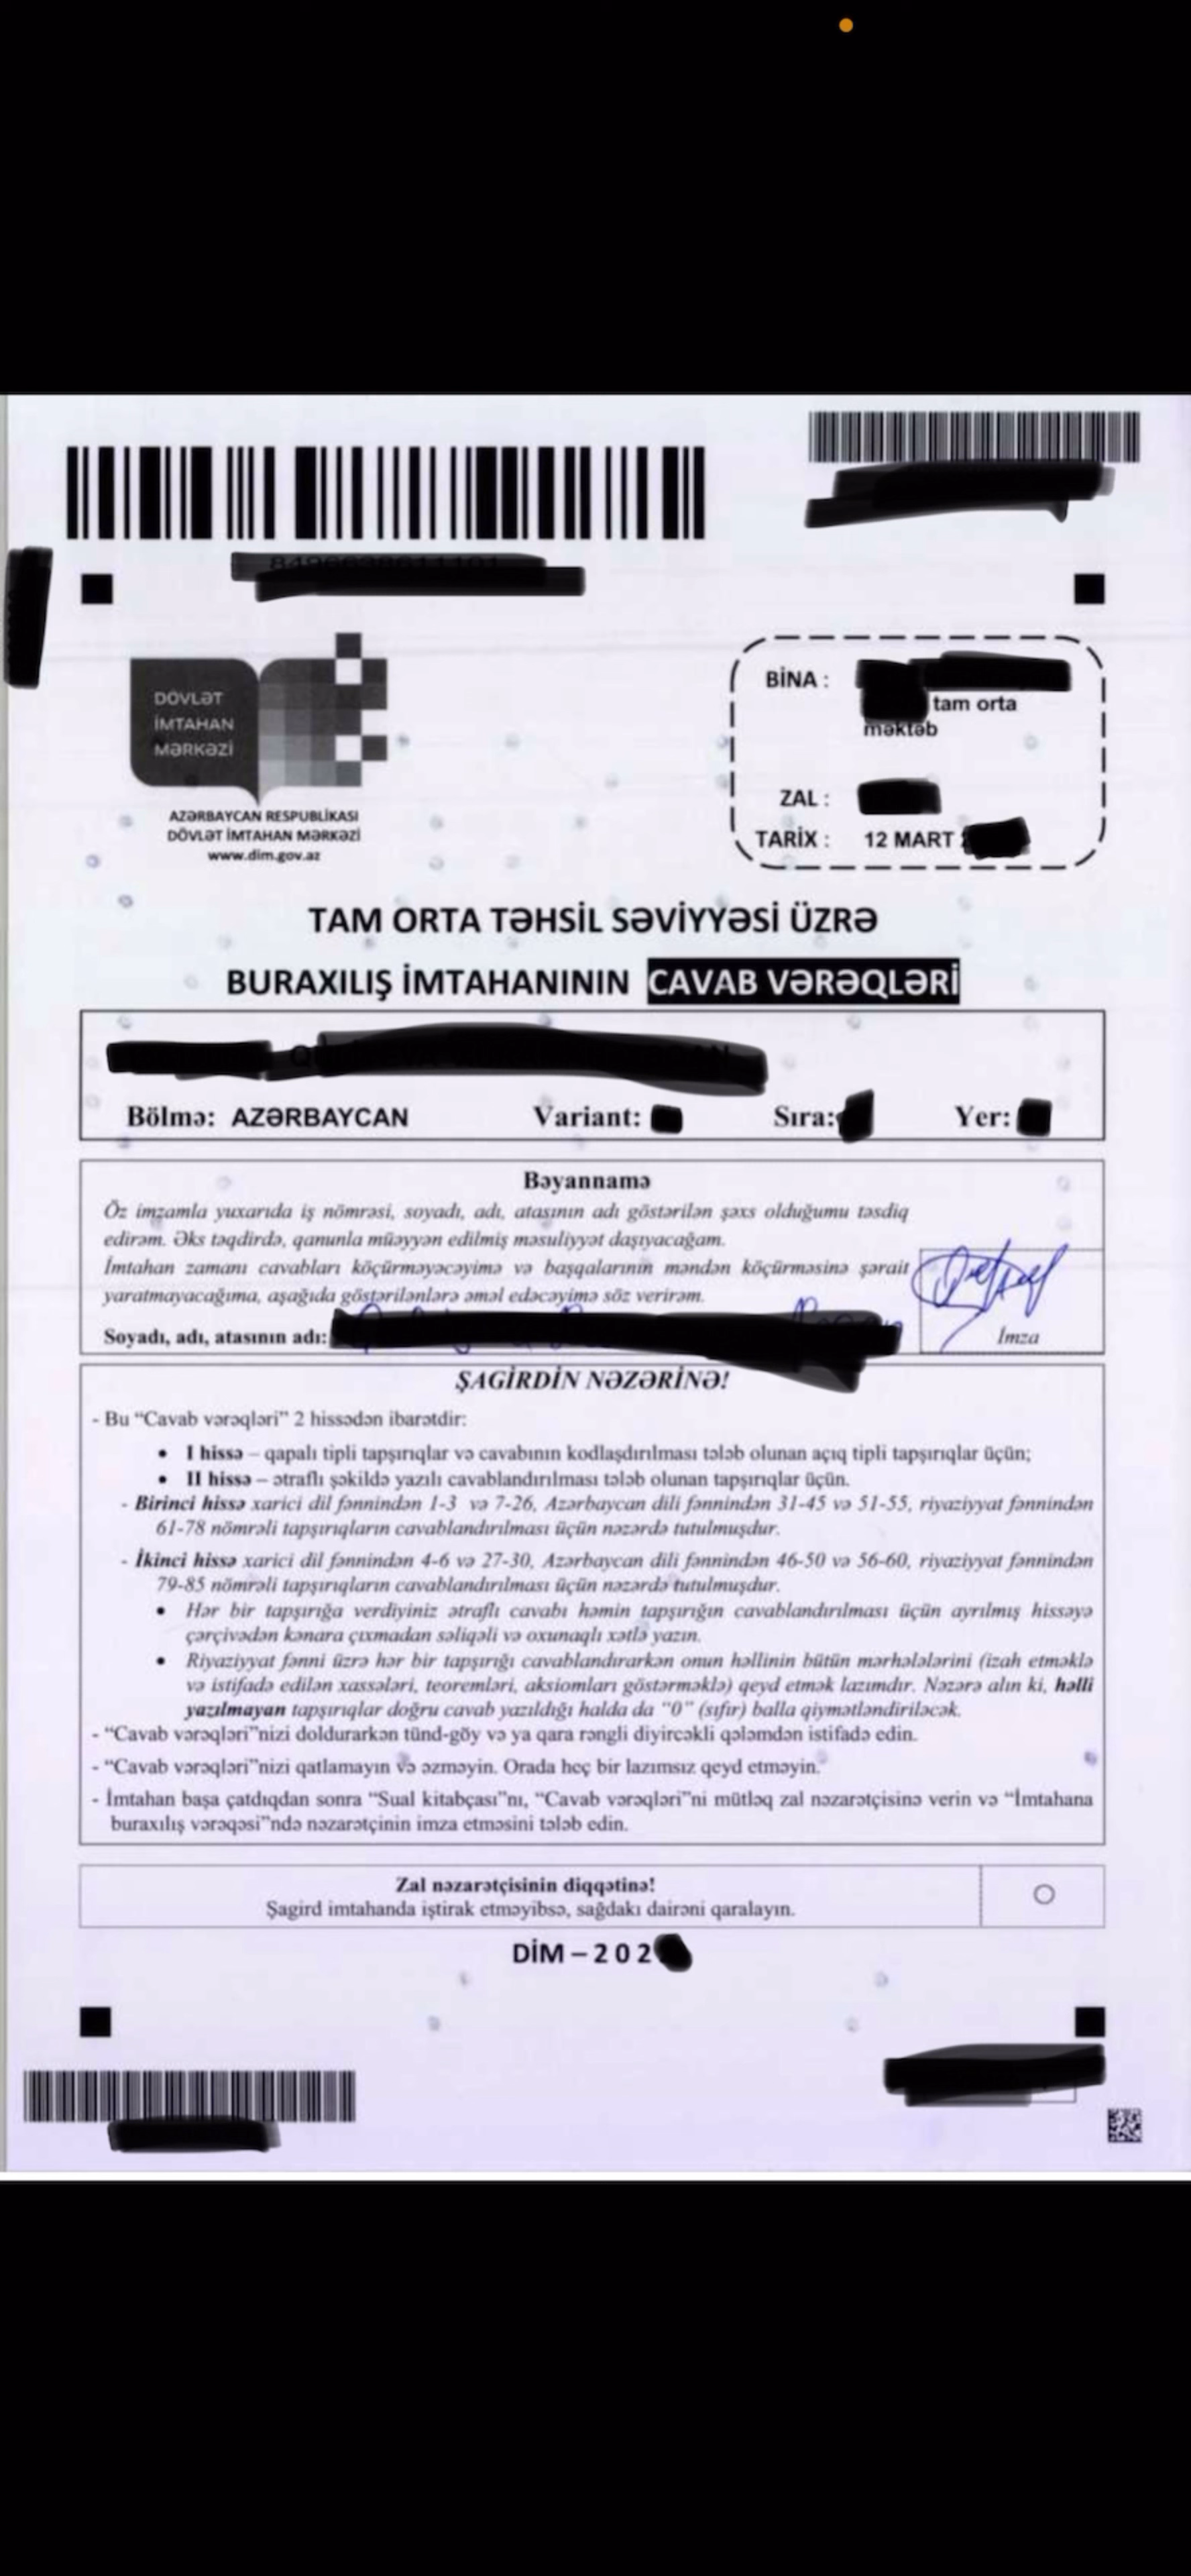 DÖVLƏT
İMTAHAN
MƏRKƏZİ
AZƏRBAYCAN RESPUBLİKASI
DÖVLƏT İMTAHAN MƏRKƏZİ
www.dim.gov.az
BİNA :
tam orta
məktəb
ZAL :
TARİX : 12 MART
TAM ORTA TƏHSİL SƏVİYYƏSİ ÜZRƏ
BURAXILIŞ İMTAHANININ CAVAB VƏRƏQLƏRİ
Bölmə: AZƏRBAYCAN Variant: Sıra: Yer:
Bəyannamə
Öz imzamla yuxarıda iş nömrəsi, soyadı, adı, atasının adı göstərilən şəxs olduğumu təsdiq
edirəm. Əks təqdirdə, qanunla müəyyən edilmiş məsuliyyət daşıyacağam.
İmtahan zamanı cavabları köçürməyəcəyimə və başqalarının məndən köçürməsinə şərait
yaratmayacağıma, aşağıda göstərilənlərə əməl edəcəyimə söz verirəm.
Soyadı, adı, atasının adı:
İmza
ŞAGİRDİN NƏZƏRİNƏ!
- Bu “Cavab vərəqləri” 2 hissədən ibarətdir:
• I hissə – qapalı tipli tapşırıqlar və cavabının kodlaşdırılması tələb olunan açıq tipli tapşırıqlar üçün;
• II hissə – ətraflı şəkildə yazılı cavablandırılması tələb olunan tapşırıqlar üçün.
- Birinci hissə xarici dil fənnindən 1-3 və 7-26, Azərbaycan dili fənnindən 31-45 və 51-55, riyaziyyat fənnindən
61-78 nömrəli tapşırıqların cavablandırılması üçün nəzərdə tutulmuşdur.
- İkinci hissə xarici dil fənnindən 4-6 və 27-30, Azərbaycan dili fənnindən 46-50 və 56-60, riyaziyyat fənnindən
79-85 nömrəli tapşırıqların cavablandırılması üçün nəzərdə tutulmuşdur.
• Hər bir tapşırığa verdiyiniz ətraflı cavabı həmin tapşırığın cavablandırılması üçün ayrılmış hissəyə
çərçivədən kənara çıxmadan səliqəli və oxunaqlı xətlə yazın.
• Riyaziyyat fənni üzrə hər bir tapşırığı cavablandırarkən onun həllinin bütün mərhələlərini (izah etməklə
və istifadə edilən xassələri, teoremləri, aksiomları göstərməklə) qeyd etmək lazımdır. Nəzərə alın ki, həlli
yazılmayan tapşırıqlar doğru cavab yazıldığı halda da “0” (sıfır) balla qiymətləndiriləcək.
- “Cavab vərəqləri”nizi doldurarkən tünd-göy və ya qara rəngli diyircəkli qələmdən istifadə edin.
- “Cavab vərəqləri”nizi qatlamayın və əzməyin. Orada heç bir lazımsız qeyd etməyin.
- İmtahan başa çatdıqdan sonra “Sual kitabçası”nı, “Cavab vərəqləri”ni mütləq zal nəzarətçisinə verin və “İmtahana
buraxılış vərəqəsi”ndə nəzarətçinin imza etməsini tələb edin.
Zal nəzarətçisinin diqqətinə!
Şagird imtahanda iştirak etməyibsə, sağdakı dairəni qaralayın.
DİM – 2 0 2